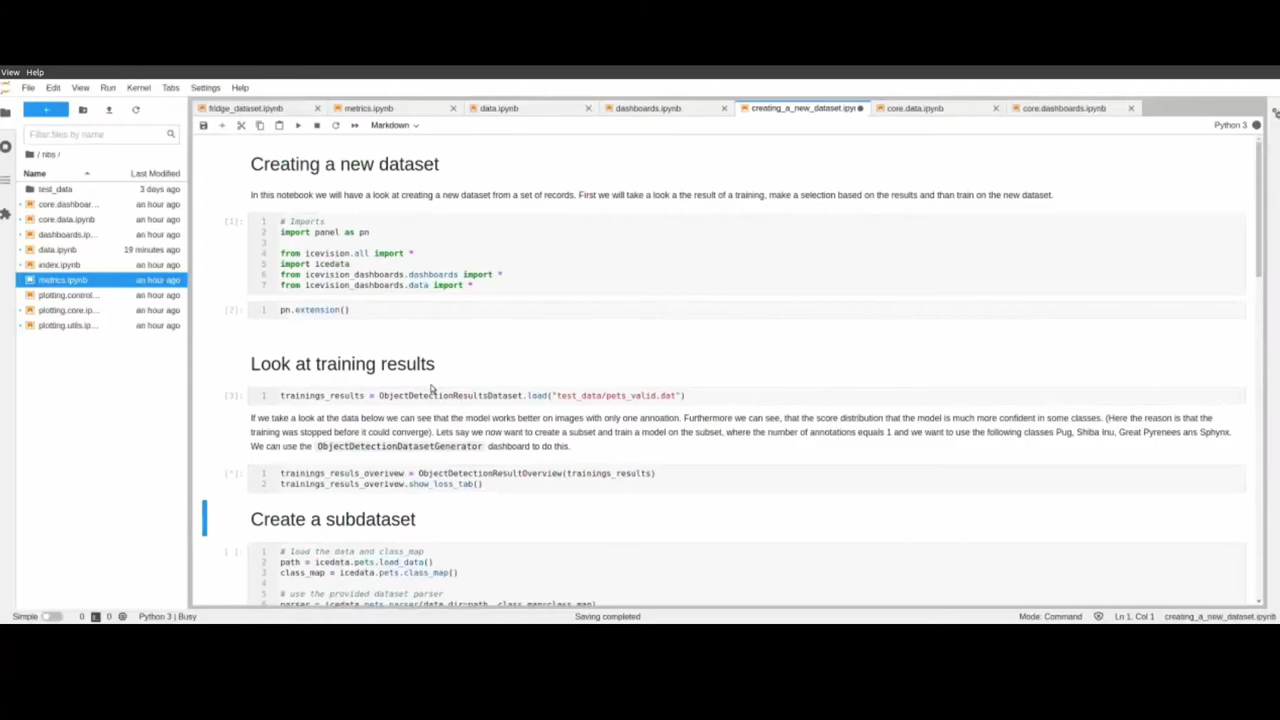 View Help
File Edit View Run Kernel Tabs Settings Help
fridge_dataset.ipynb metrics.ipynb data.ipynb dashboards.ipynb creating_a_new_dataset.ipyn core.data.ipynb core.dashboards.ipynb
Filter files by name
Markdown
Python 3
/ nbs /
Name Last Modified
test_data 3 days ago
core.dashboar... an hour ago
core.data.ipynb an hour ago
dashboards.ip... an hour ago
data.ipynb 19 minutes ago
index.ipynb an hour ago
metrics.ipynb an hour ago
plotting.control... an hour ago
plotting.core.ip... an hour ago
plotting.utils.ip... an hour ago
Creating a new dataset
In this notebook we will have a look at creating a new dataset from a set of records. First we will take a look a the result of a training, make a selection based on the results and than train on the new dataset.
[1]: 1 # Imports
2 import panel as pn
3
4 from icevision.all import *
5 import icedata
6 from icevision_dashboards.dashboards import *
7 from icevision_dashboards.data import *
[2]: 1 pn.extension()
Look at training results
[3]: 1 trainings_results = ObjectDetectionResultsDataset.load("test_data/pets_valid.dat")
If we take a look at the data below we can see that the model works better on images with only one annoation. Furthermore we can see, that the score distribution that the model is much more confident in some classes. (Here the reason is that the
training was stopped before it could converge). Lets say we now want to create a subset and train a model on the subset, where the number of annotations equals 1 and we want to use the following classes Pug, Shiba Inu, Great Pyrenees ans Sphynx.
We can use the ObjectDetectionDatasetGenerator dashboard to do this.
[*]: 1 trainings_resuls_overivew = ObjectDetectionResultOverview(trainings_results)
2 trainings_resuls_overivew.show_loss_tab()
Create a subdataset
[ ]: 1 # load the data and class_map
2 path = icedata.pets.load_data()
3 class_map = icedata.pets.class_map()
4
5 # use the provided dataset parser
6 parser = icedata.pets.parser(data_dir=path, class_map=class_map)
Simple 0 0 Python 3 | Busy Saving completed Mode: Command Ln 1, Col 1 creating_a_new_dataset.ipynb